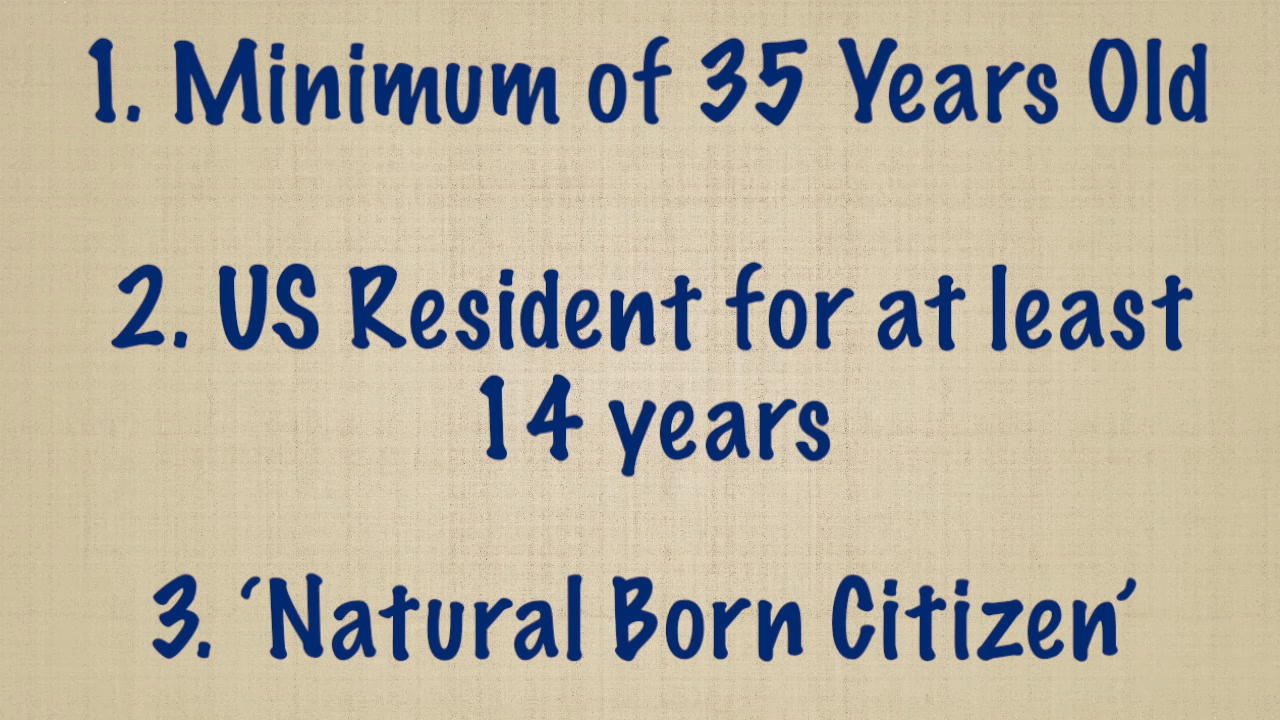 1. Minimum of 35 Years Old
2. US Resident for at least
14 years
3. ‘Natural Born Citizen’